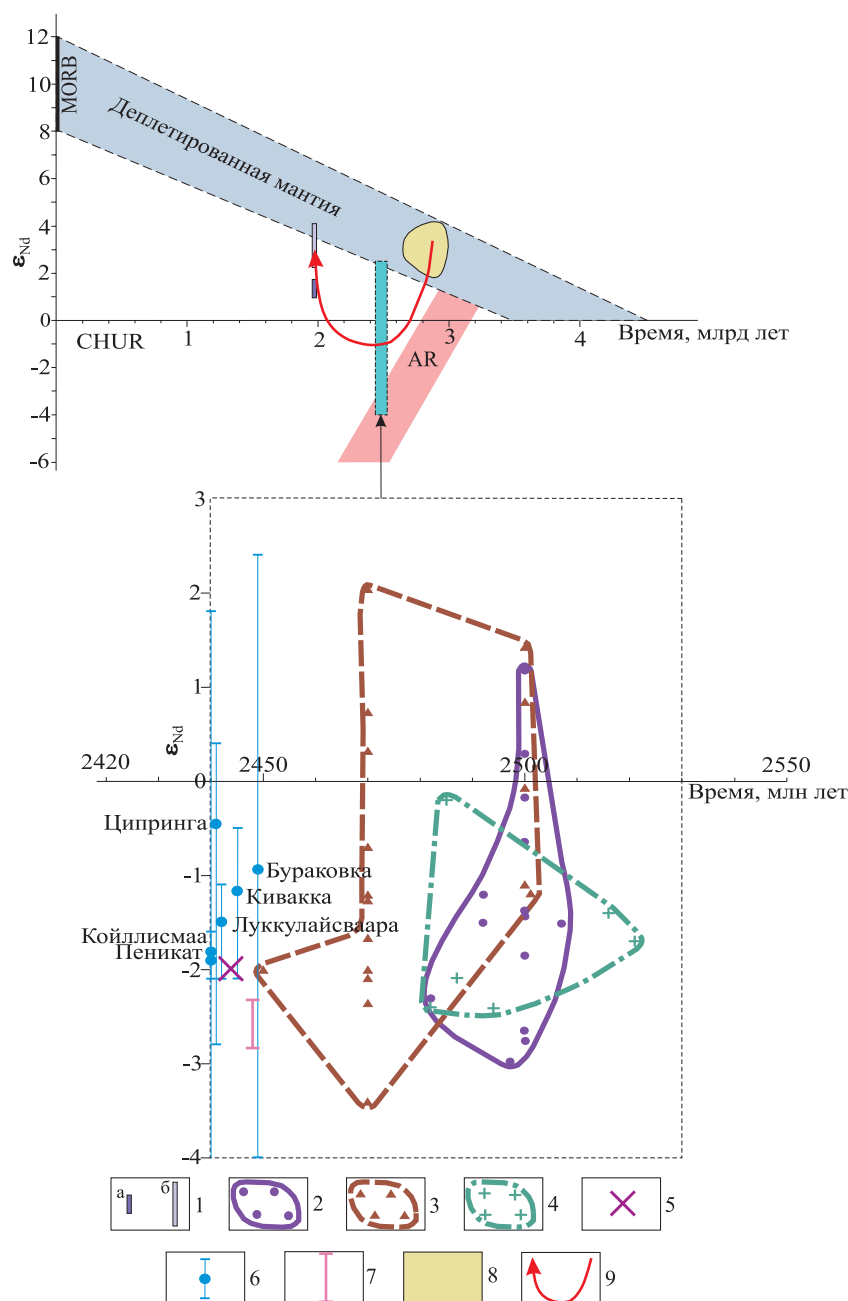 12
10
8
6
4
2
0
-2
-4
-6
εNd
MORB
Деплетированная мантия
CHUR
1
2
3
4
Время, млрд лет
AR
3
2
1
0
-1
-2
-3
-4
εNd
2420
2450
2500
2550
Время, млн лет
Ципринга
Бураковка
Кивакка
Луккулайсваара
Койллисмаа
Пеникат
а
б
1
2
3
4
5
6
7
8
9